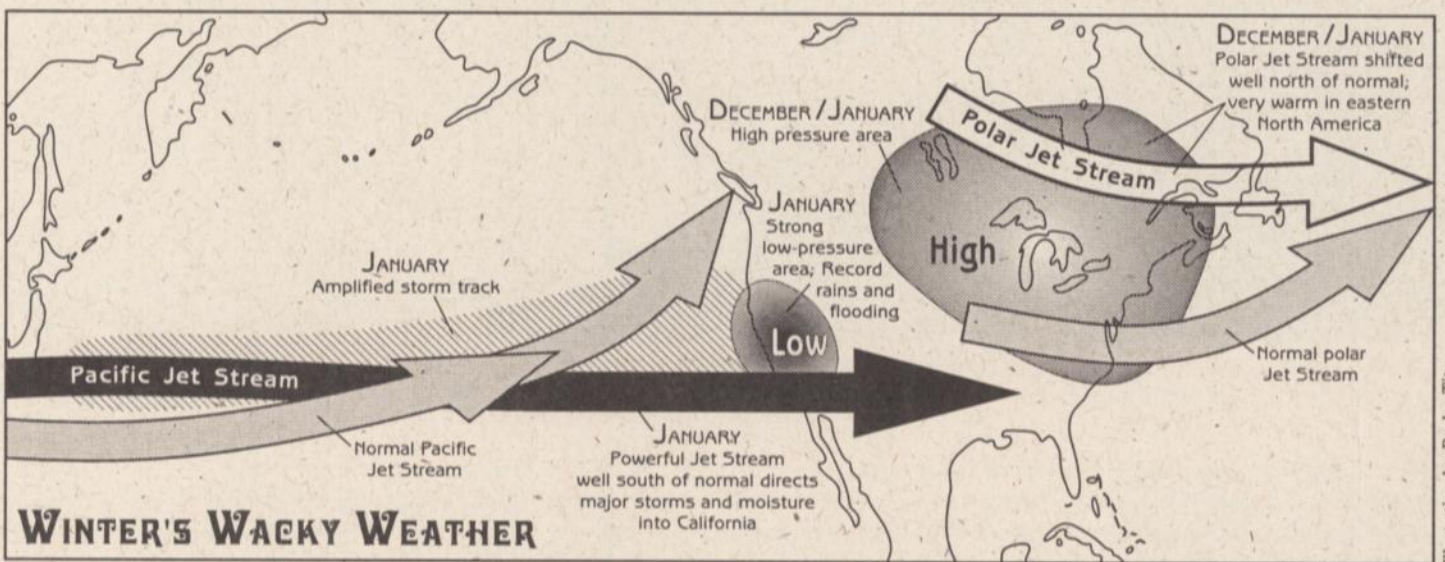 DECEMBER/JANUARY
Polar Jet Stream shifted
well north of normal;
very warm in eastern
North America
DECEMBER/JANUARY
High pressure area
Polar Jet Stream
JANUARY
Strong
low-pressure
area; Record
rains and
flooding
High
JANUARY
Amplified storm track
Low
Pacific Jet Stream
Normal polar
Jet Stream
Normal Pacific
Jet Stream
JANUARY
Powerful Jet Stream
well south of normal directs
major storms and moisture
into California
WINTER'S WACKY WEATHER